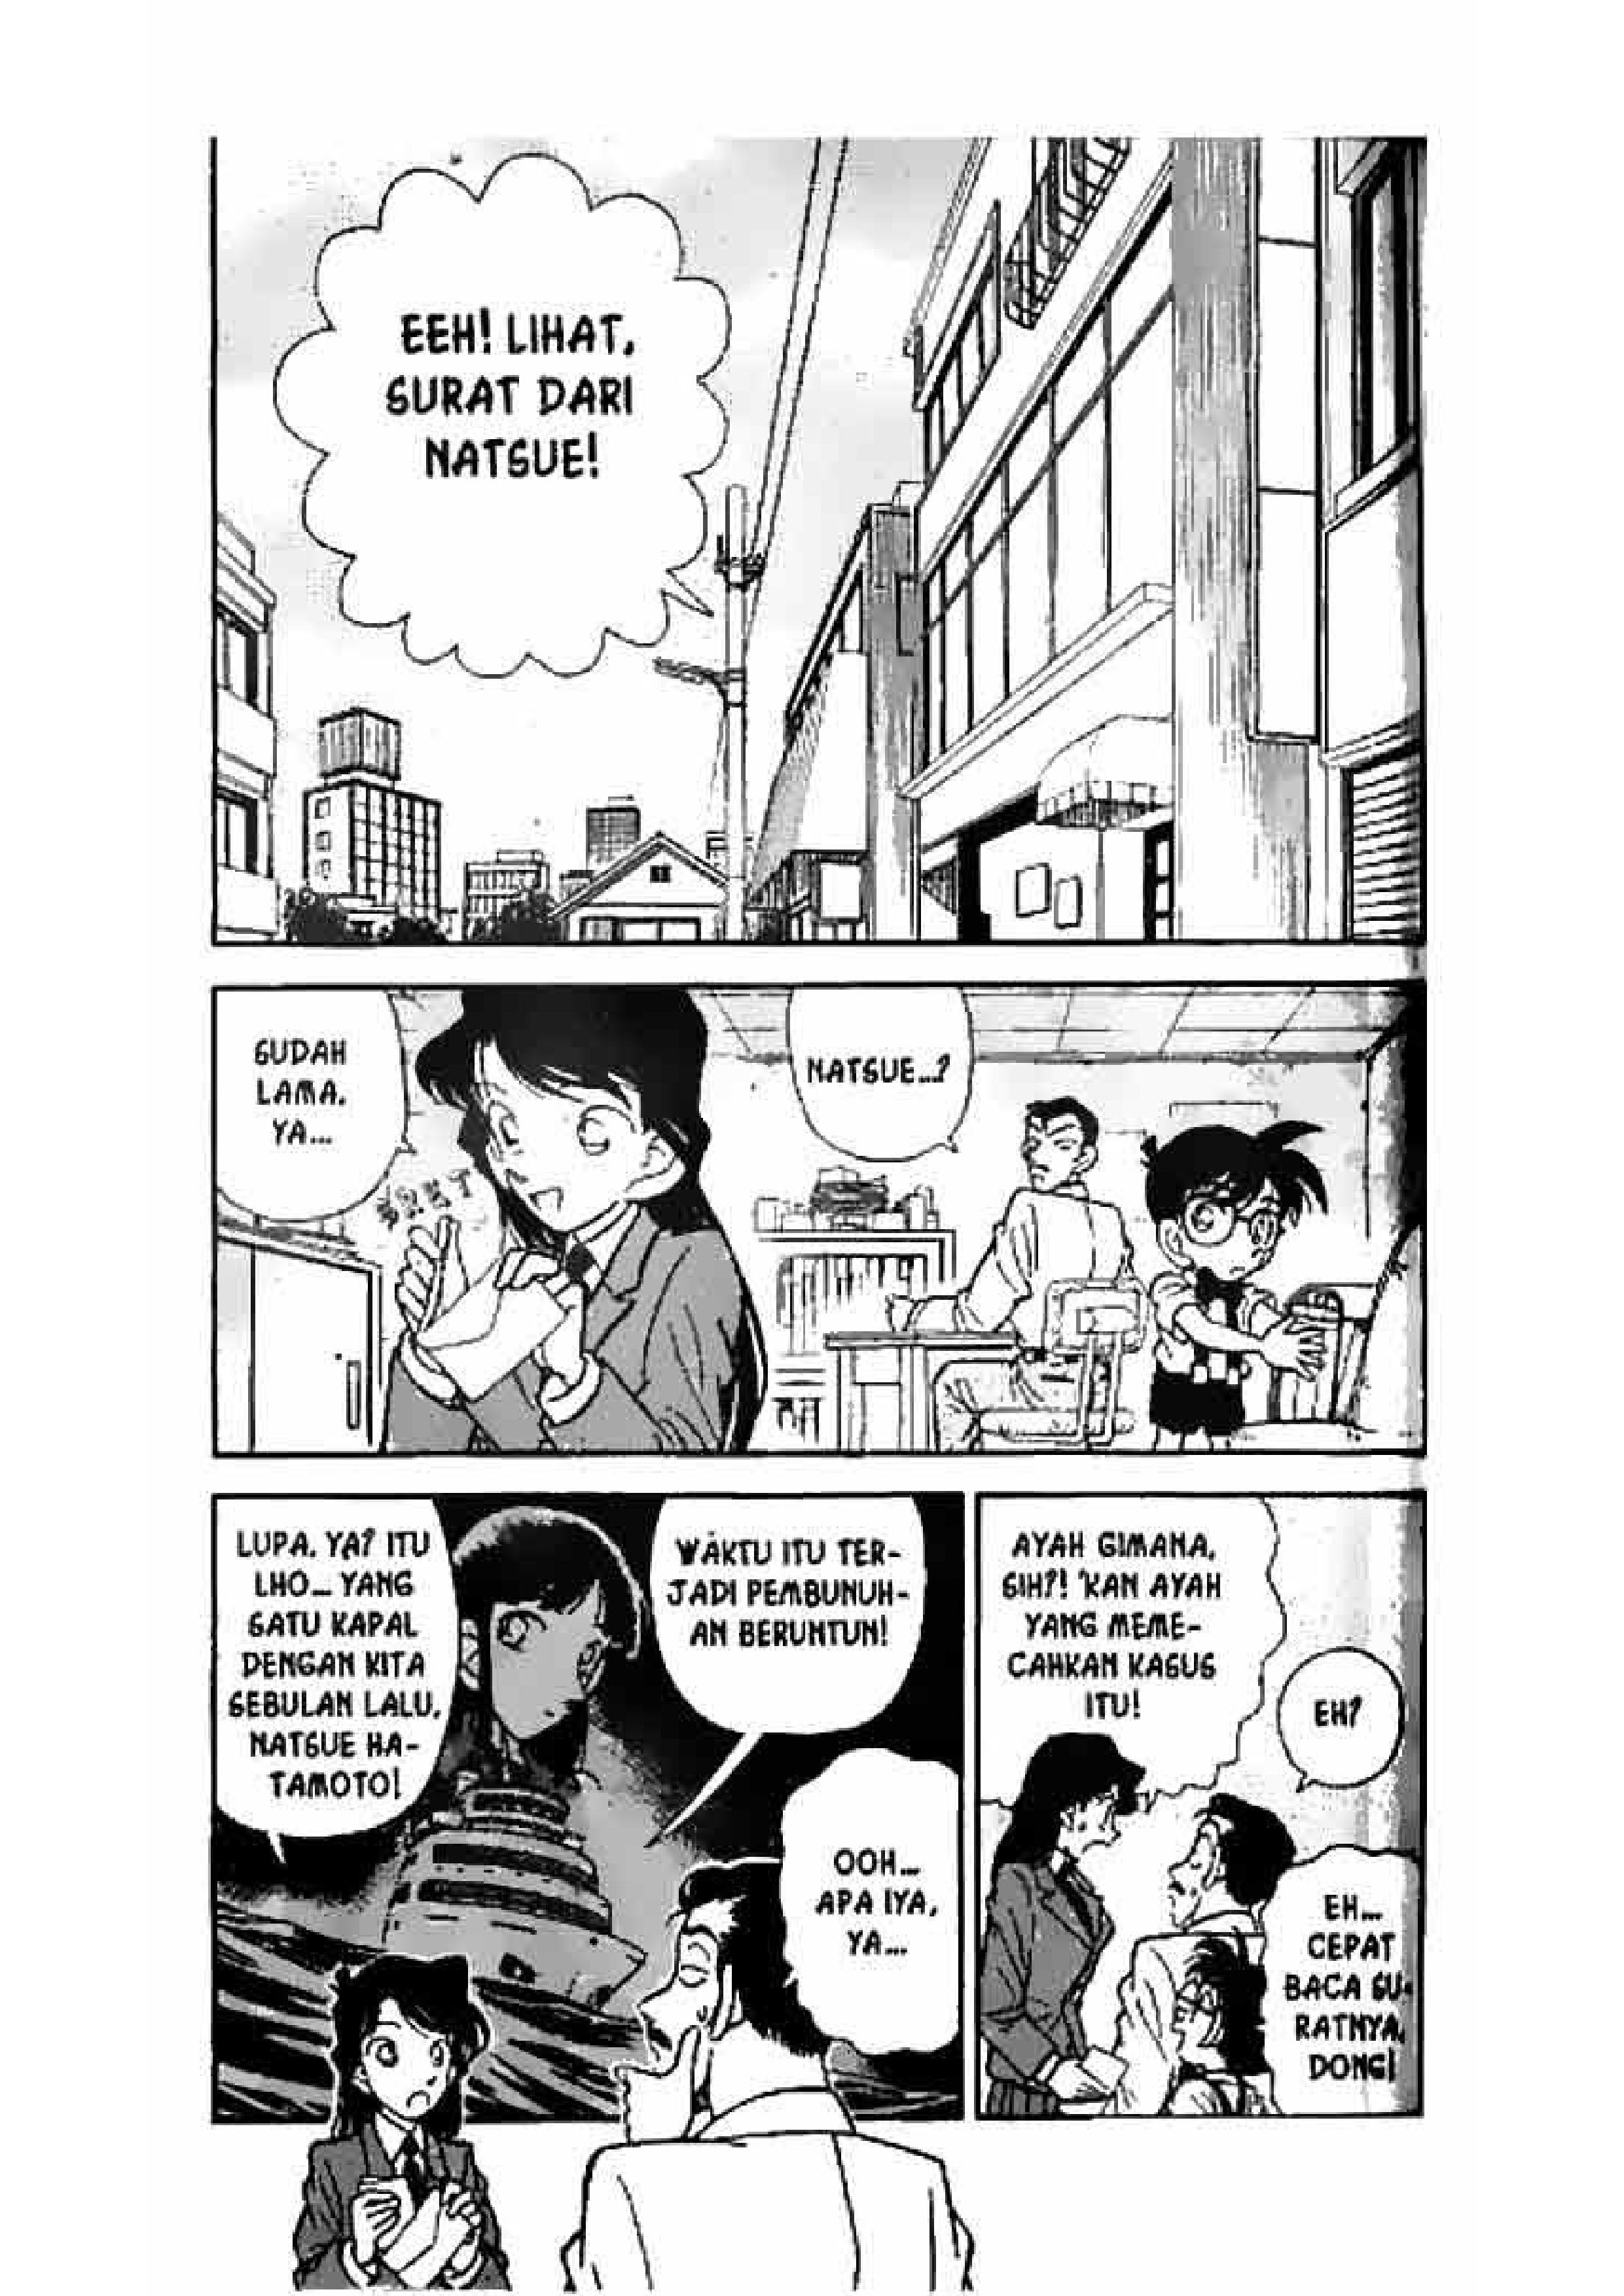 EEH! LIHAT,
SURAT DARI
NATSUE!
SUDAH
LAMA,
YA...
NATSUE...?
LUPA, YA? ITU
LHO... YANG
SATU KAPAL
DENGAN KITA
SEBULAN LALU,
NATSUE HA-
TAMOTO!
WAKTU ITU TER-
JADI PEMBUNUH-
AN BERUNTUN!
OOH...
APA IYA,
YA...
AYAH GIMANA,
SIH?! 'KAN AYAH
YANG MEME-
CAHKAN KASUS
ITU!
EH?
EH...
CEPAT
BACA SU-
RATNYA,
DONG!